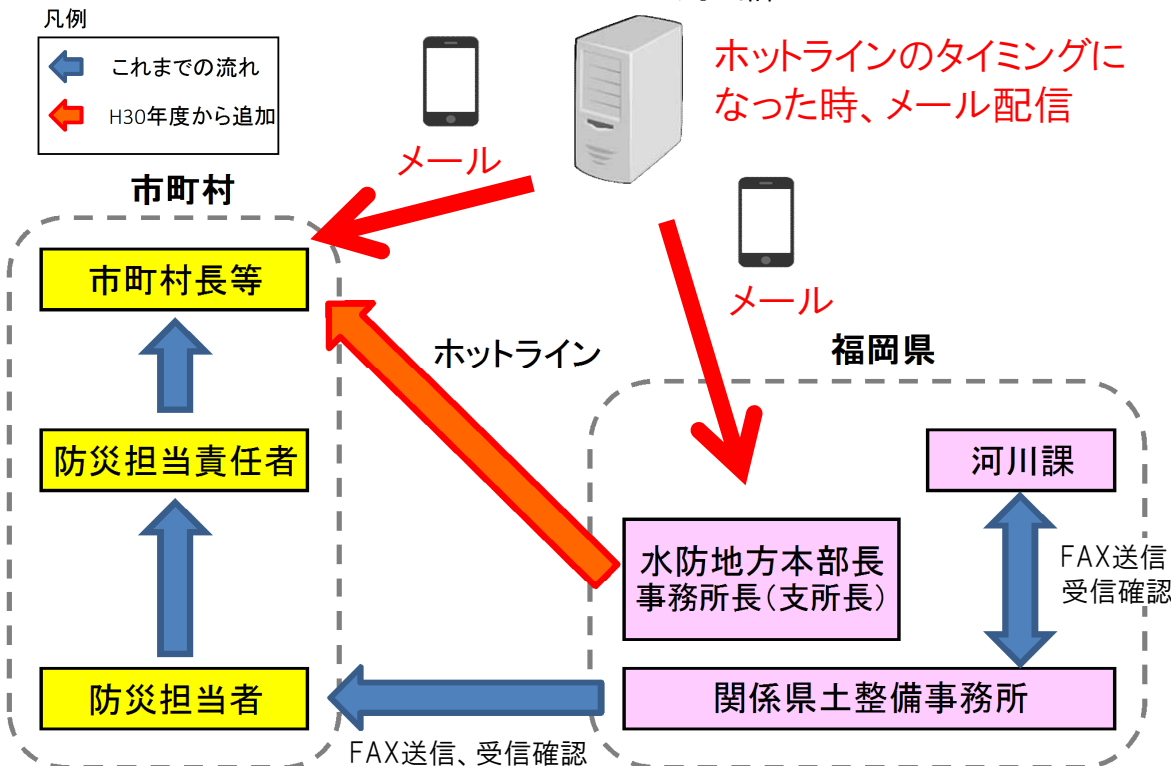 凡例
これまでの流れ
H30年度から追加
ホットラインのタイミングに
なった時、メール配信
メール
メール
市町村
市町村長等
防災担当責任者
防災担当者
ホットライン
福岡県
河川課
水防地方本部長
事務所長(支所長)
FAX送信
受信確認
関係県土整備事務所
FAX送信、受信確認